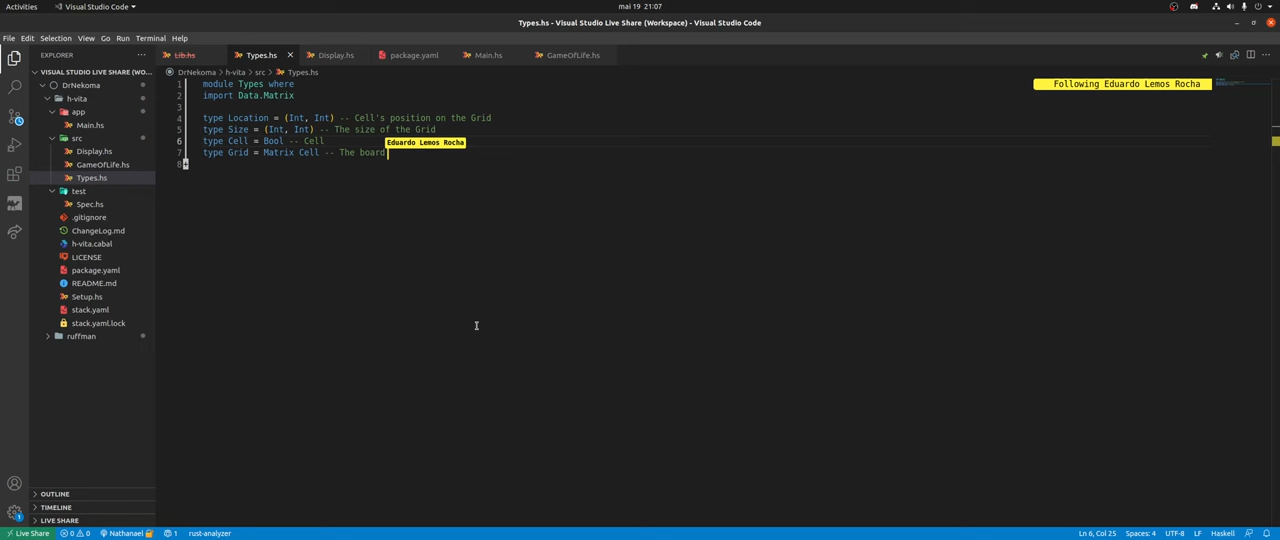 Activities
Visual Studio Code
mai 19 21:07
Types.hs - Visual Studio Live Share (Workspace) - Visual Studio Code
File Edit Selection View Go Run Terminal Help
EXPLORER
Lib.hs
Types.hs
Display.hs
package.yaml
Main.hs
GameOfLife.hs
VISUAL STUDIO LIVE SHARE (WO...
DrNekoma
h-vita
app
Main.hs
src
Display.hs
GameOfLife.hs
Types.hs
test
Spec.hs
.gitignore
ChangeLog.md
h-vita.cabal
LICENSE
package.yaml
README.md
Setup.hs
stack.yaml
stack.yaml.lock
ruffman
OUTLINE
TIMELINE
LIVE SHARE
DrNekoma > h-vita > src > Types.hs
Following Eduardo Lemos Rocha
1 module Types where
2 import Data.Matrix
3
4 type Location = (Int, Int) -- Cell's position on the Grid
5 type Size = (Int, Int) -- The size of the Grid
6 type Cell = Bool -- Cell
Eduardo Lemos Rocha
7 type Grid = Matrix Cell -- The board
8
Live Share 0 0 Nathanael 1 rust-analyzer
Ln 6, Col 25 Spaces: 4 UTF-8 LF Haskell